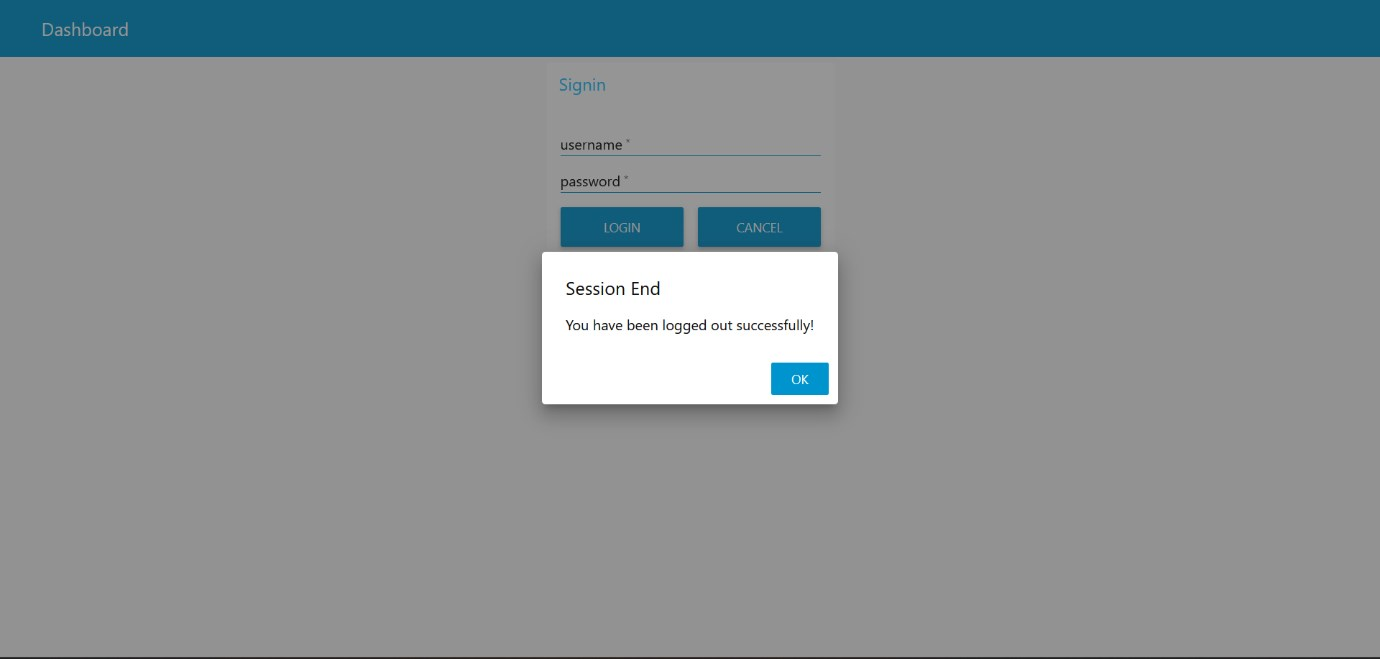 Dashboard
Signin
username *
password *
LOGIN CANCEL
Session End
You have been logged out successfully!
OK